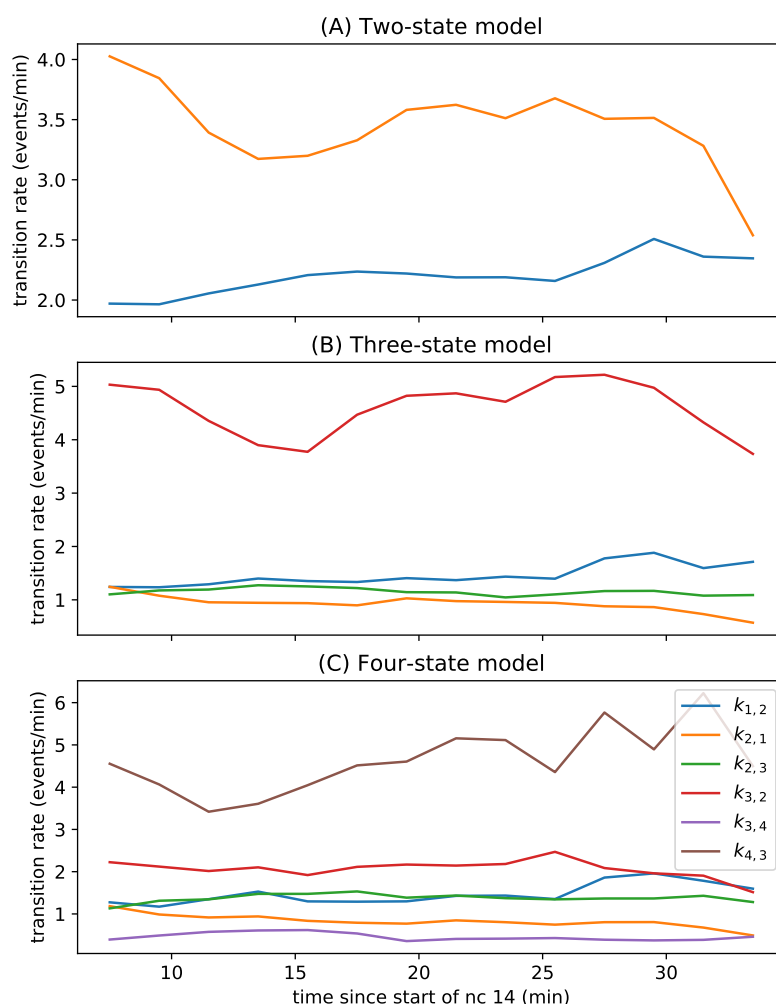 (A) Two-state model
transition rate (events/min)
4.0
3.5
3.0
2.5
2.0
(B) Three-state model
transition rate (events/min)
5
4
3
2
1
(C) Four-state model
transition rate (events/min)
6
5
4
3
2
1
k1,2
k2,1
k2,3
k3,2
k3,4
k4,3
10 15 20 25 30
time since start of nc 14 (min)